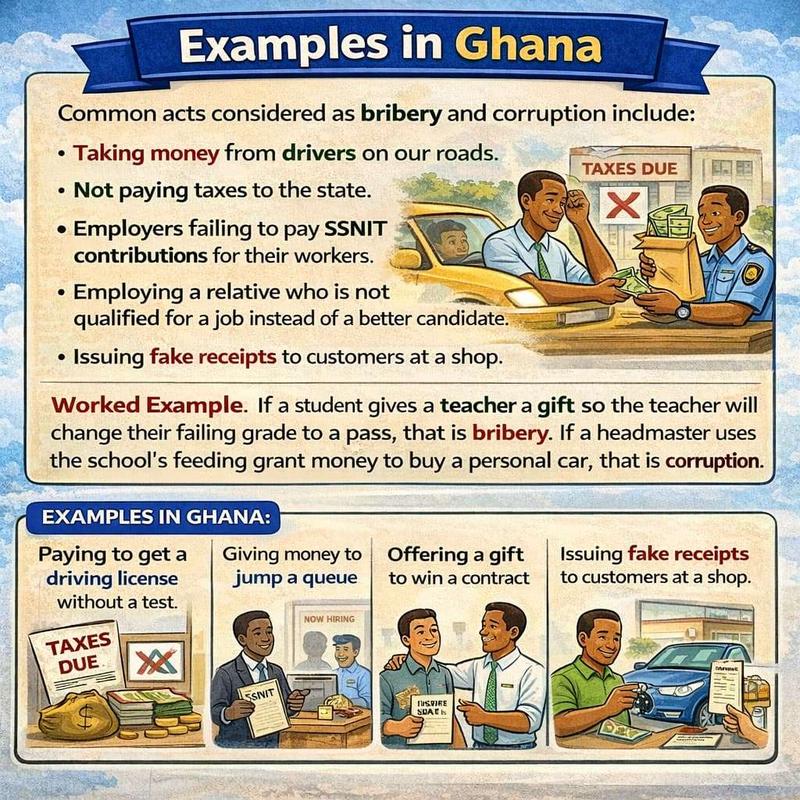 Examples in Ghana
Common acts considered as bribery and corruption include:
• Taking money from drivers on our roads.
• Not paying taxes to the state.
• Employers failing to pay SSNIT
contributions for their workers.
• Employing a relative who is not
qualified for a job instead of a better candidate.
• Issuing fake receipts to customers at a shop.
TAXES DUE
Worked Example. If a student gives a teacher a gift so the teacher will
change their failing grade to a pass, that is bribery. If a headmaster uses
the school's feeding grant money to buy a personal car, that is corruption.
EXAMPLES IN GHANA:
Paying to get a
driving license
without a test.
TAXES
DUE
Giving money to
jump a queue
NOW HIRING
SSNIT
Offering a gift
to win a contract
Issuing fake receipts
to customers at a shop.